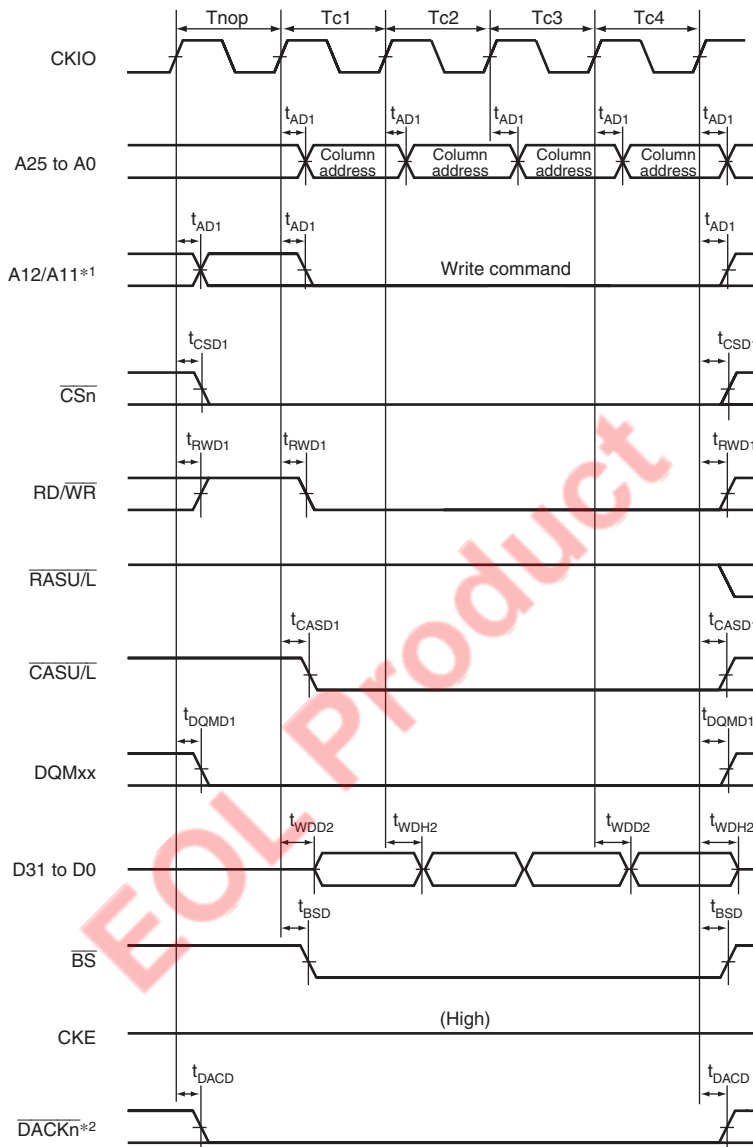 Tnop Tc1 Tc2 Tc3 Tc4
CKIO
tAD1 tAD1 tAD1 tAD1 tAD1
A25 to A0
Column address Column address Column address Column address
tAD1 tAD1 tAD1
A12/A11*1
Write command
tCSD1 tCSD1
CSn
tRWD1 tRWD1 tRWD1
RD/WR
RASU/L
tCASD1 tCASD1
CASU/L
tDQMD1 tDQMD1
DQMxx
tWDD2 tWDH2 tWDD2 tWDH2
D31 to D0
tBSD tBSD
BS
(High)
CKE
tDACD tDACD
DACKn*2
EOL Product